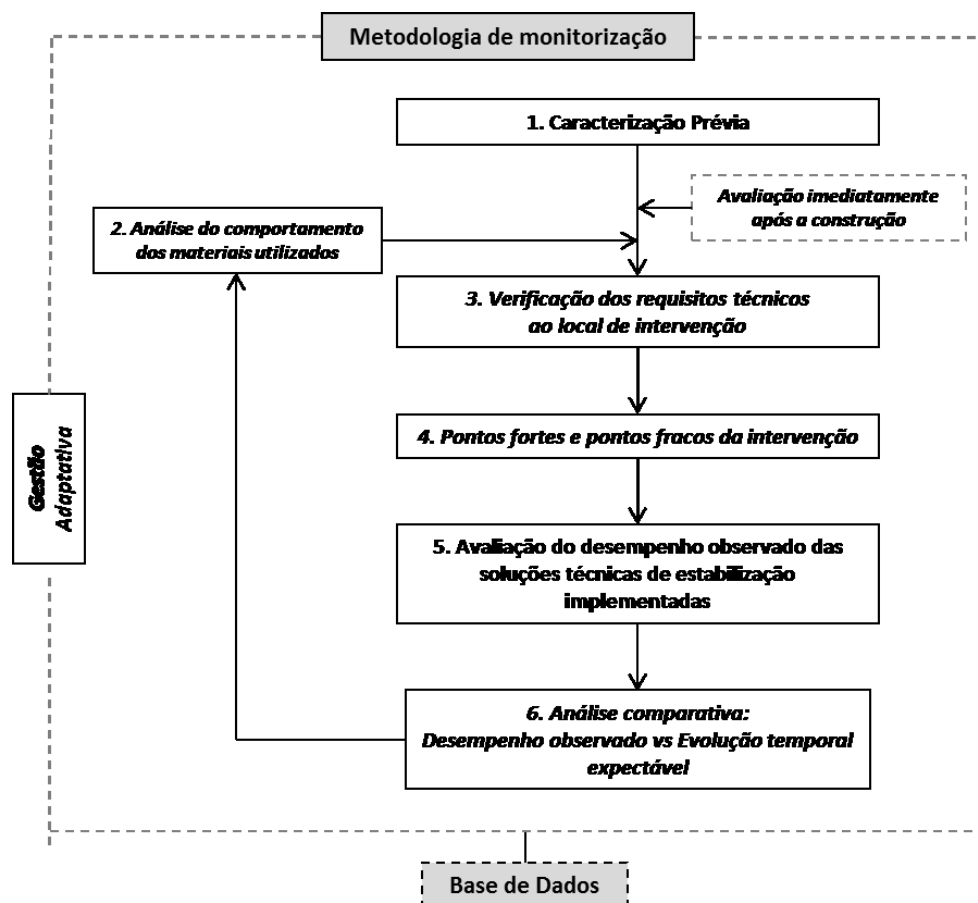 Metodologia de monitorização
1. Caracterização Prévia
Avaliação imediatamente
após a construção
2. Análise do comportamento
dos materiais utilizados
3. Verificação dos requisitos técnicos
ao local de intervenção
Gestão
Adaptativa
4. Pontos fortes e pontos fracos da intervenção
5. Avaliação do desempenho observado das
soluções técnicas de estabilização
implementadas
6. Análise comparativa:
Desempenho observado vs Evolução temporal
expectável
Base de Dados